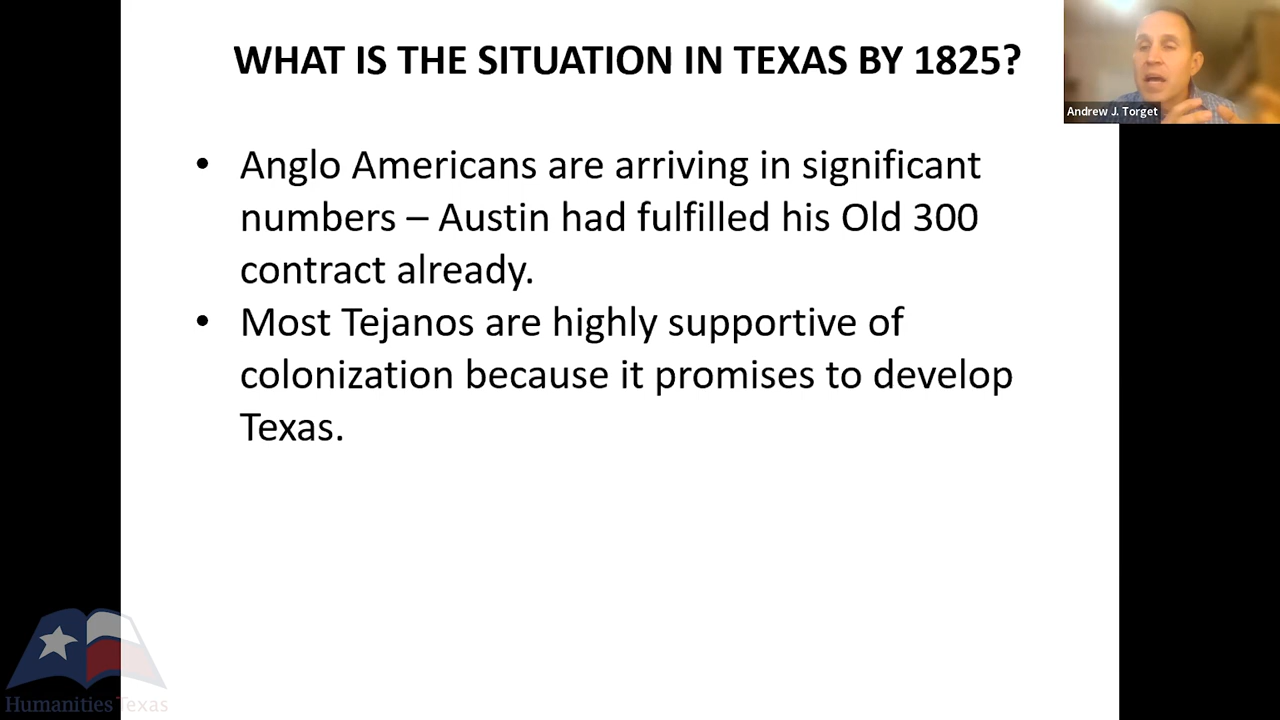 WHAT IS THE SITUATION IN TEXAS BY 1825?
Andrew J. Torget
• Anglo Americans are arriving in significant
numbers – Austin had fulfilled his Old 300
contract already.
• Most Tejanos are highly supportive of
colonization because it promises to develop
Texas.
Humanities Texas